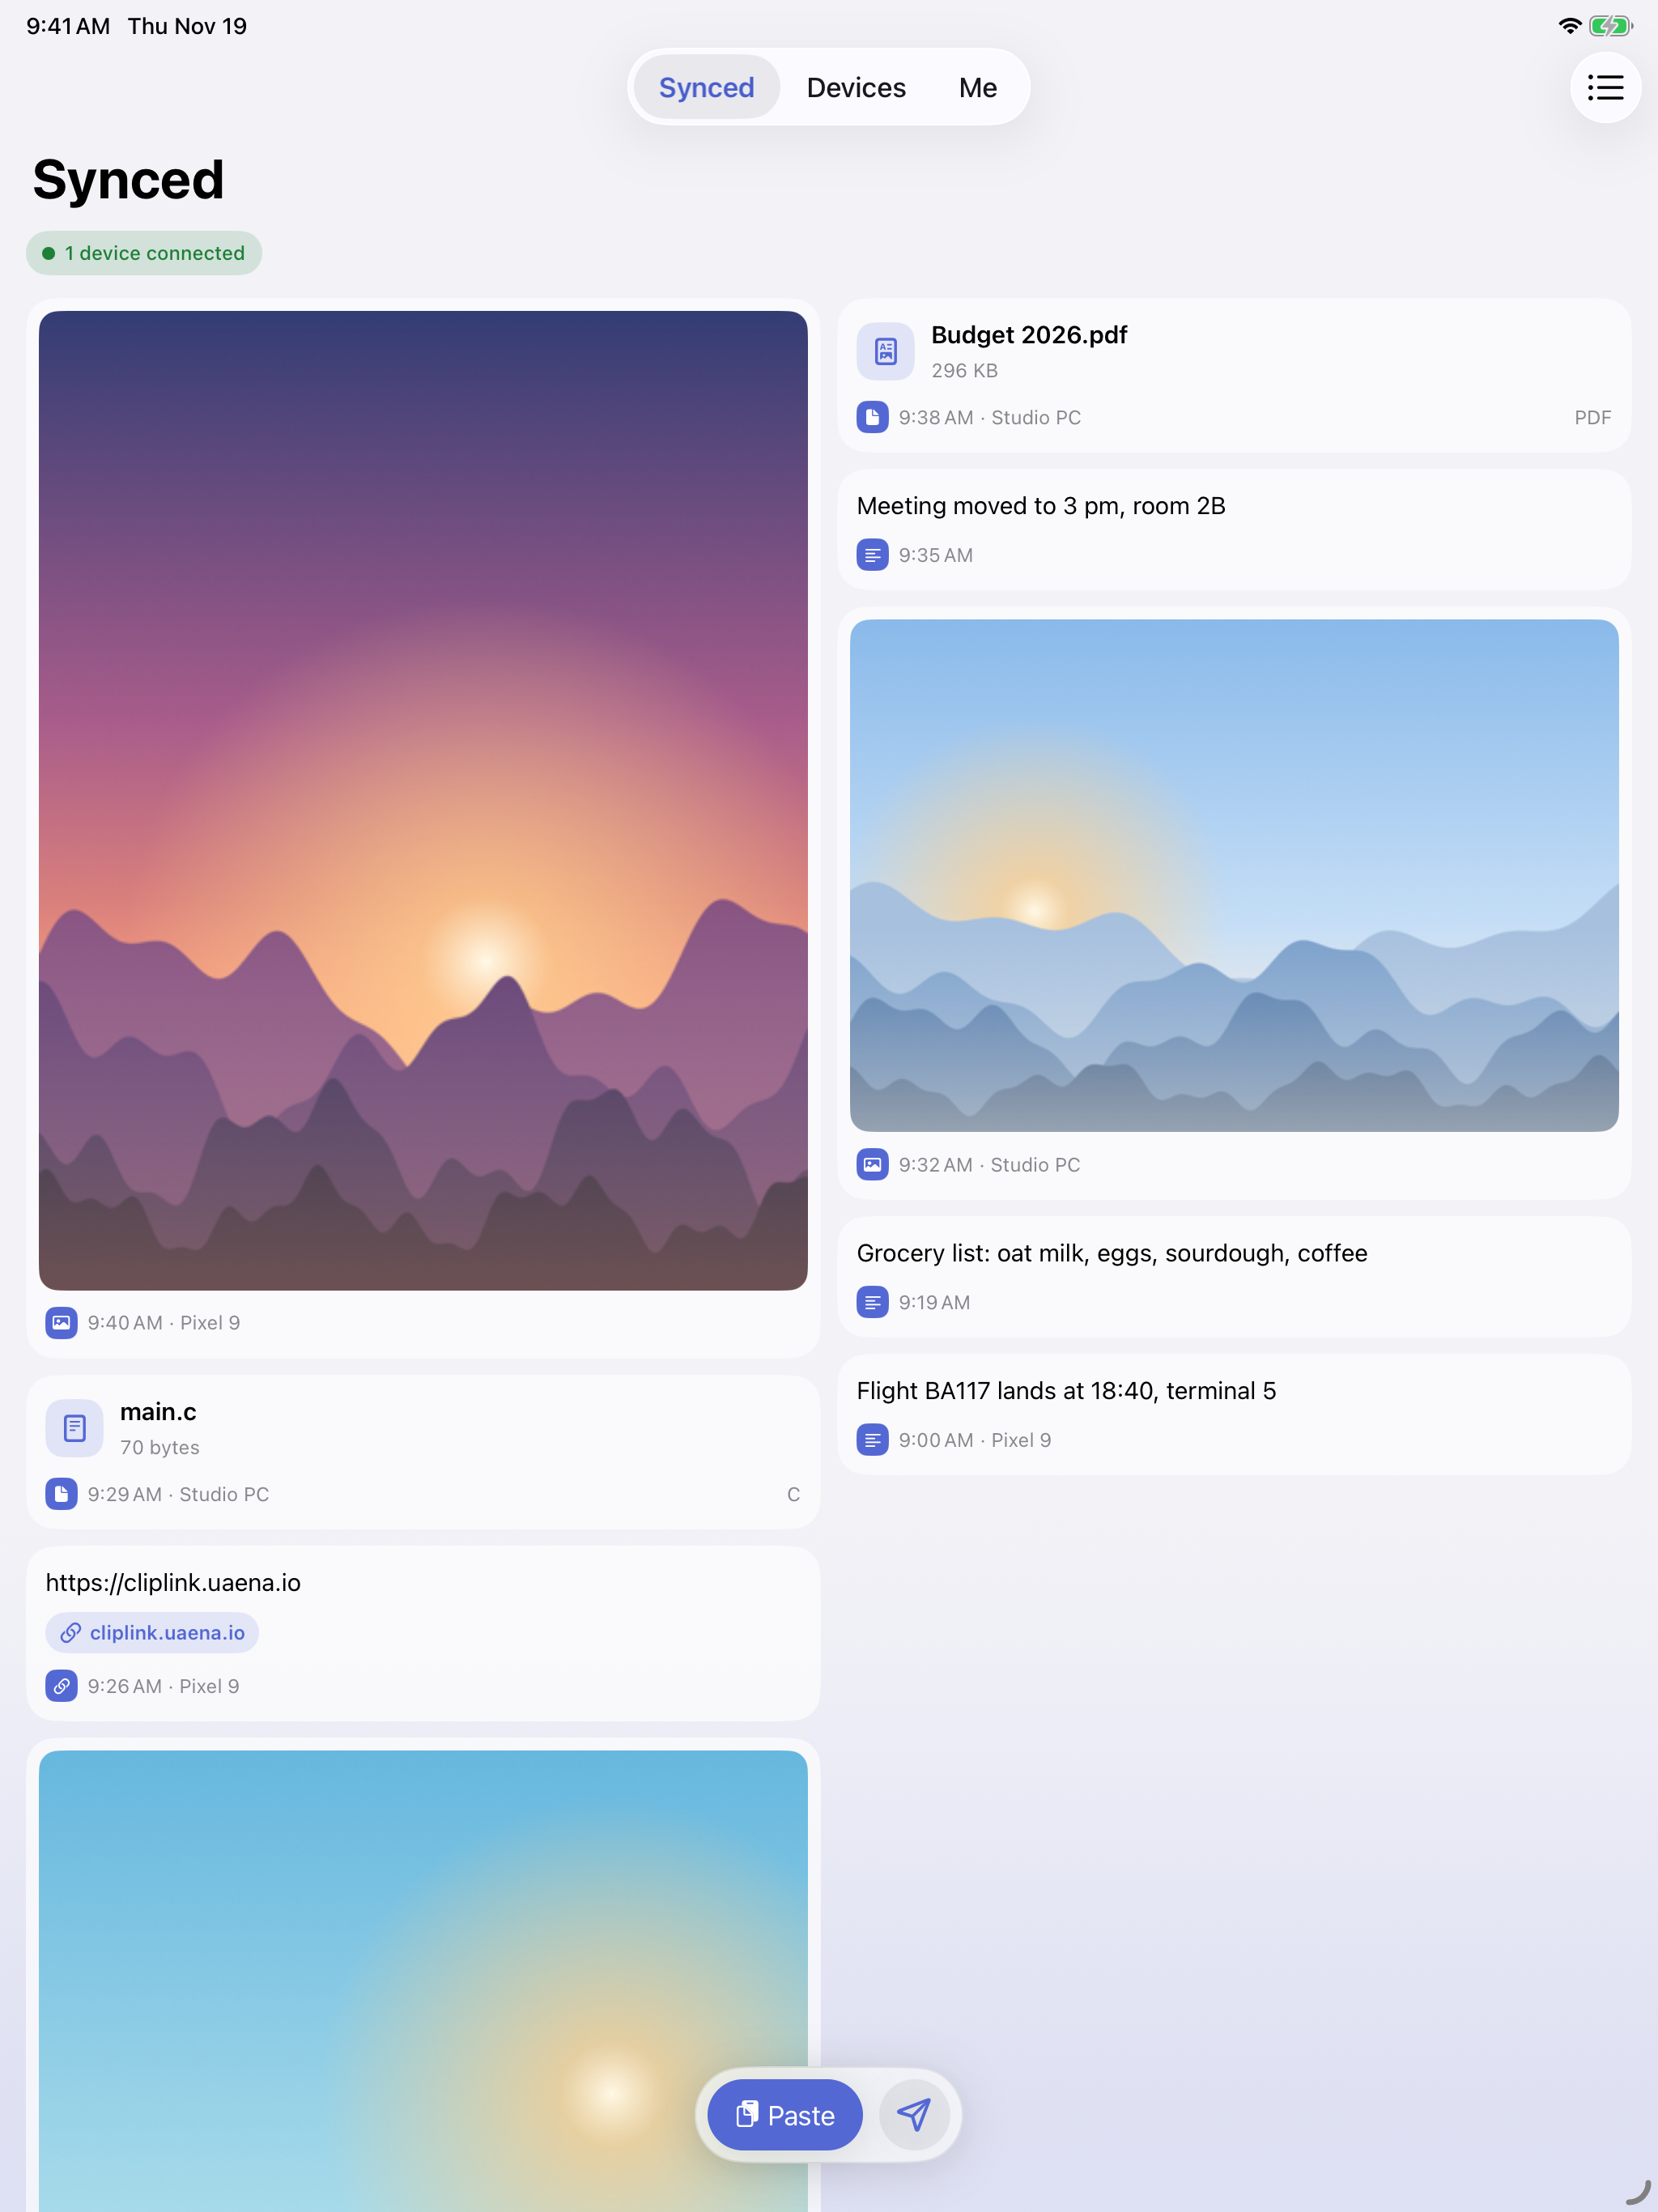 9:41 AM Thu Nov 19
Synced Devices Me
Synced
1 device connected
9:40 AM · Pixel 9
main.c
70 bytes
9:29 AM · Studio PC C
https://cliplink.uaena.io
cliplink.uaena.io
9:26 AM · Pixel 9
Budget 2026.pdf
296 KB
9:38 AM · Studio PC PDF
Meeting moved to 3 pm, room 2B
9:35 AM
9:32 AM · Studio PC
Grocery list: oat milk, eggs, sourdough, coffee
9:19 AM
Flight BA117 lands at 18:40, terminal 5
9:00 AM · Pixel 9
Paste